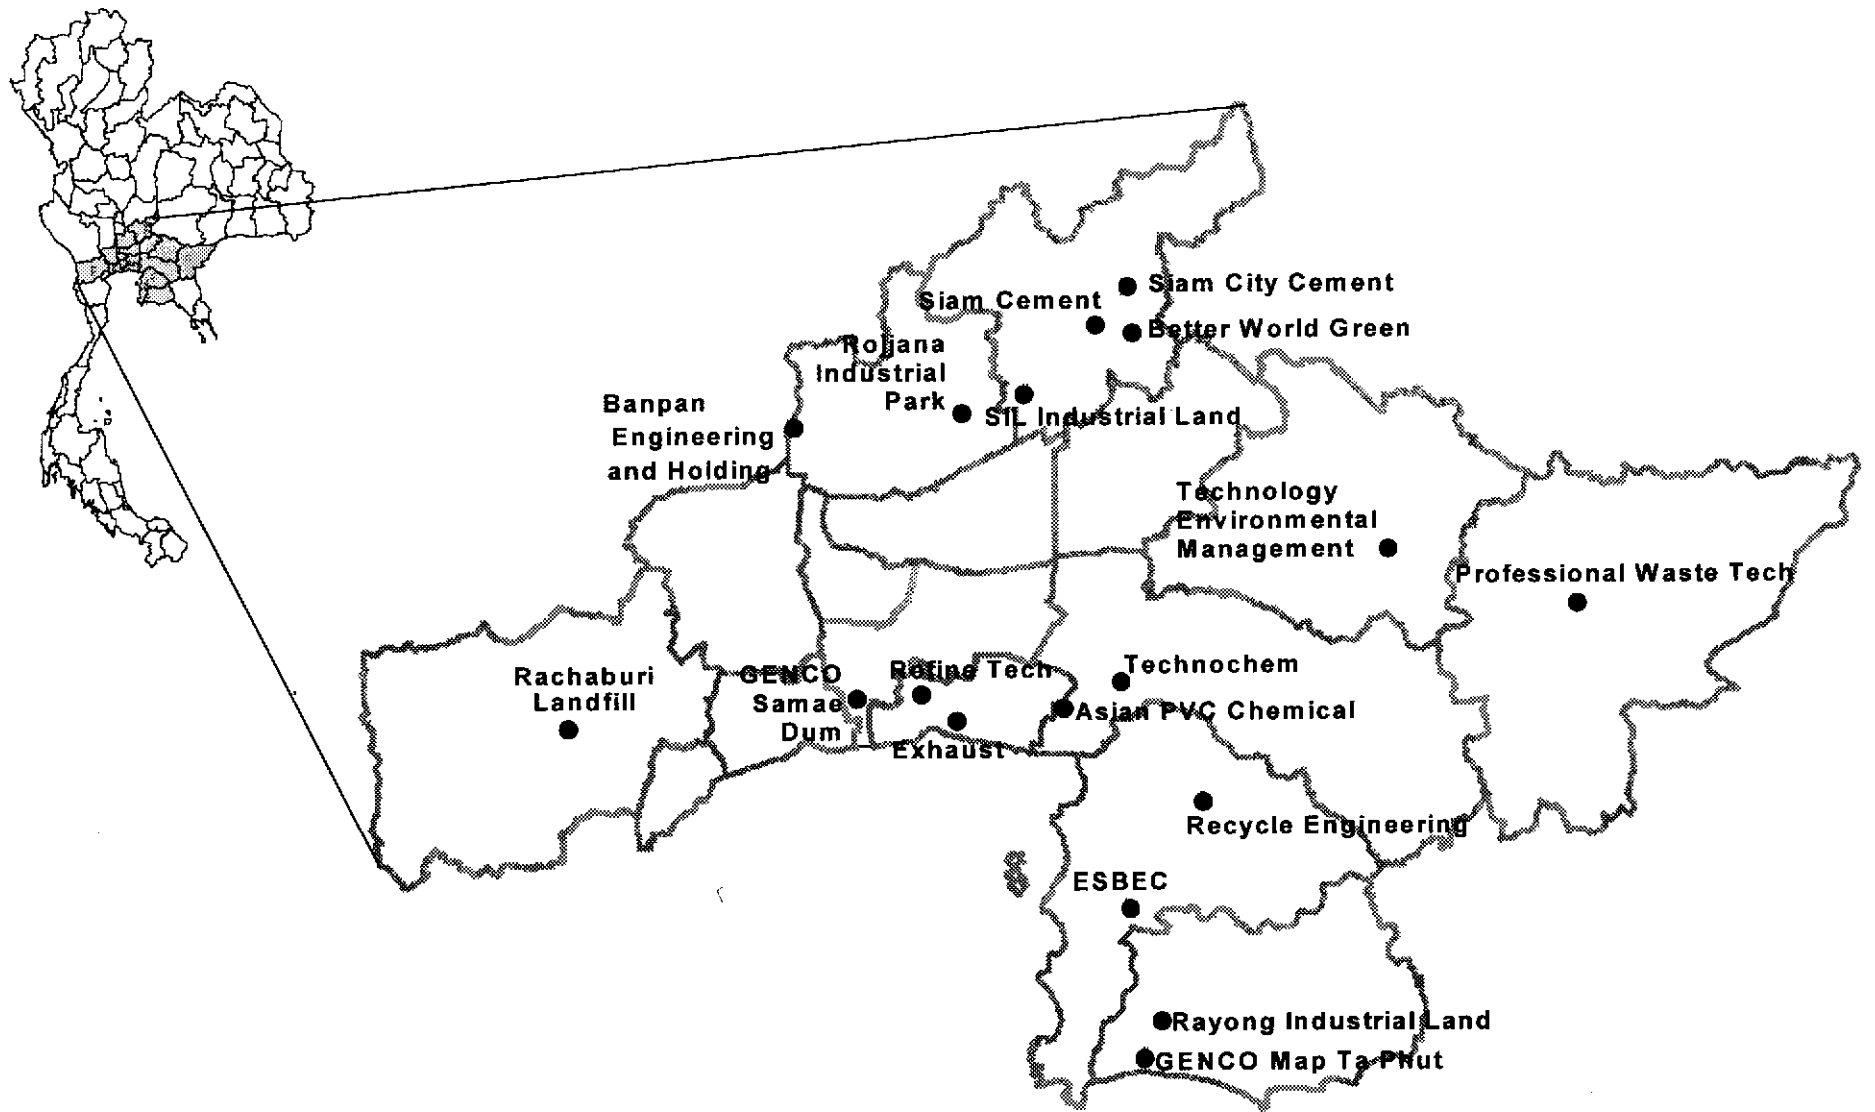 Siam City Cement
Siam Cement
Better World Green
Rojjana
Industrial
Park
SIL Industrial Land
Banpan
Engineering
and Holding
Technology
Environmental
Management
Professional Waste Tech
Rachaburi
Landfill
GENCO
Samae
Dum
Refine Tech
Exhaust
Technochem
Asian PVC Chemical
Recycle Engineering
ESBEC
Rayong Industrial Land
GENCO Map Ta Phut